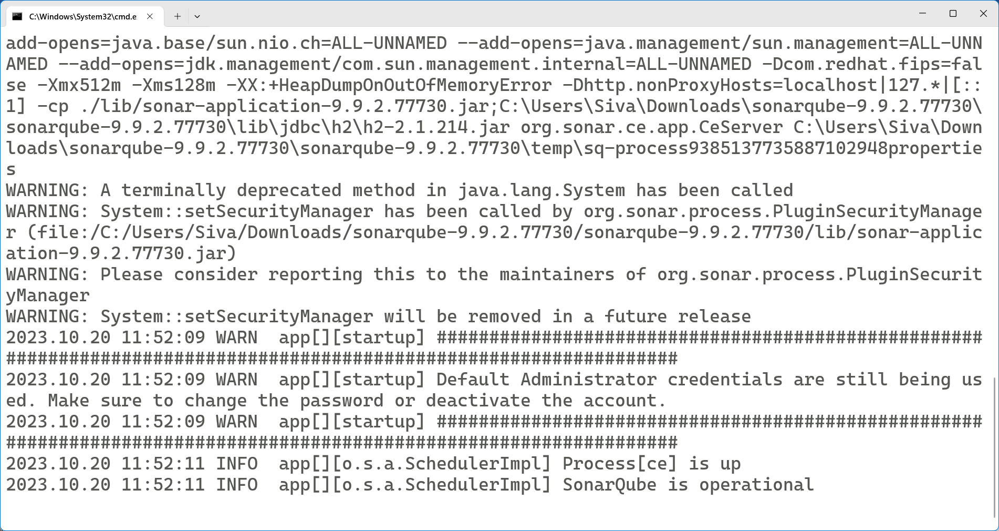 C:\Windows\System32\cmd.e
add-opens=java.base/sun.nio.ch=ALL-UNNAMED --add-opens=java.management/sun.management=ALL-UNN
AMED --add-opens=jdk.management/com.sun.management.internal=ALL-UNNAMED -Dcom.redhat.fips=fal
se -Xmx512m -Xms128m -XX:+HeapDumpOnOutOfMemoryError -Dhttp.nonProxyHosts=localhost|127.*|[::
1] -cp ./lib/sonar-application-9.9.2.77730.jar;C:\Users\Siva\Downloads\sonarqube-9.9.2.77730\
sonarqube-9.9.2.77730\lib\jdbc\h2\h2-2.1.214.jar org.sonar.ce.app.CeServer C:\Users\Siva\Down
loads\sonarqube-9.9.2.77730\sonarqube-9.9.2.77730\temp\sq-process9385137735887102948propertie
s
WARNING: A terminally deprecated method in java.lang.System has been called
WARNING: System::setSecurityManager has been called by org.sonar.process.PluginSecurityManage
r (file:/C:/Users/Siva/Downloads/sonarqube-9.9.2.77730/sonarqube-9.9.2.77730/lib/sonar-applic
ation-9.9.2.77730.jar)
WARNING: Please consider reporting this to the maintainers of org.sonar.process.PluginSecurit
yManager
WARNING: System::setSecurityManager will be removed in a future release
2023.10.20 11:52:09 WARN  app[][startup] ####################################################
################################################################
2023.10.20 11:52:09 WARN  app[][startup] Default Administrator credentials are still being us
ed. Make sure to change the password or deactivate the account.
2023.10.20 11:52:09 WARN  app[][startup] ####################################################
################################################################
2023.10.20 11:52:11 INFO  app[][o.s.a.SchedulerImpl] Process[ce] is up
2023.10.20 11:52:11 INFO  app[][o.s.a.SchedulerImpl] SonarQube is operational